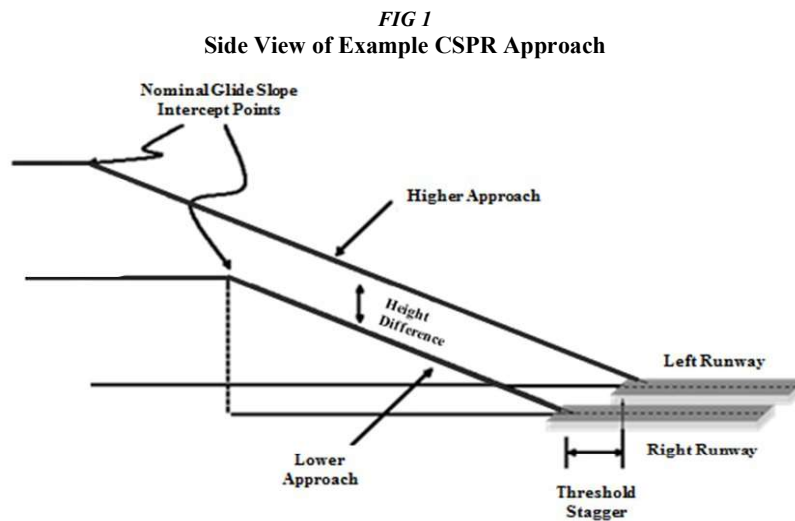 FIG 1
Side View of Example CSPR Approach
Nominal Glide Slope
Intercept Points
Higher Approach
Height
Difference
Left Runway
Right Runway
Lower
Approach
Threshold
Stagger